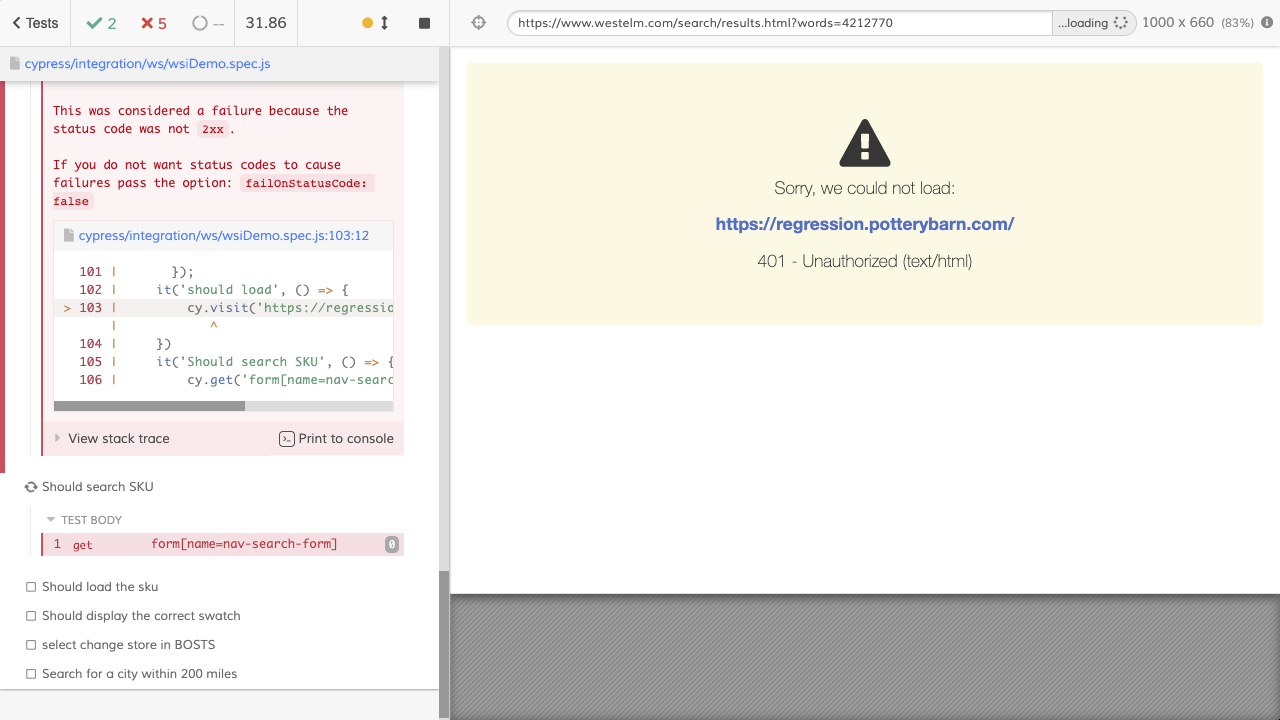 Tests
2
5
--
31.86
https://www.westelm.com/search/results.html?words=4212770
...loading
1000 x 660 (83%)
cypress/integration/ws/wsiDemo.spec.js
This was considered a failure because the
status code was not 2xx.
If you do not want status codes to cause
failures pass the option: failOnStatusCode:
false
cypress/integration/ws/wsiDemo.spec.js:103:12
101 | });
102 | it('should load', () => {
> 103 | cy.visit('https://regressio
| ^
104 | })
105 | it('Should search SKU', () => {
106 | cy.get('form[name=nav-searc
View stack trace
Print to console
Should search SKU
TEST BODY
1 get form[name=nav-search-form] 0
Should load the sku
Should display the correct swatch
select change store in BOSTS
Search for a city within 200 miles
Sorry, we could not load:
https://regression.potterybarn.com/
401 - Unauthorized (text/html)